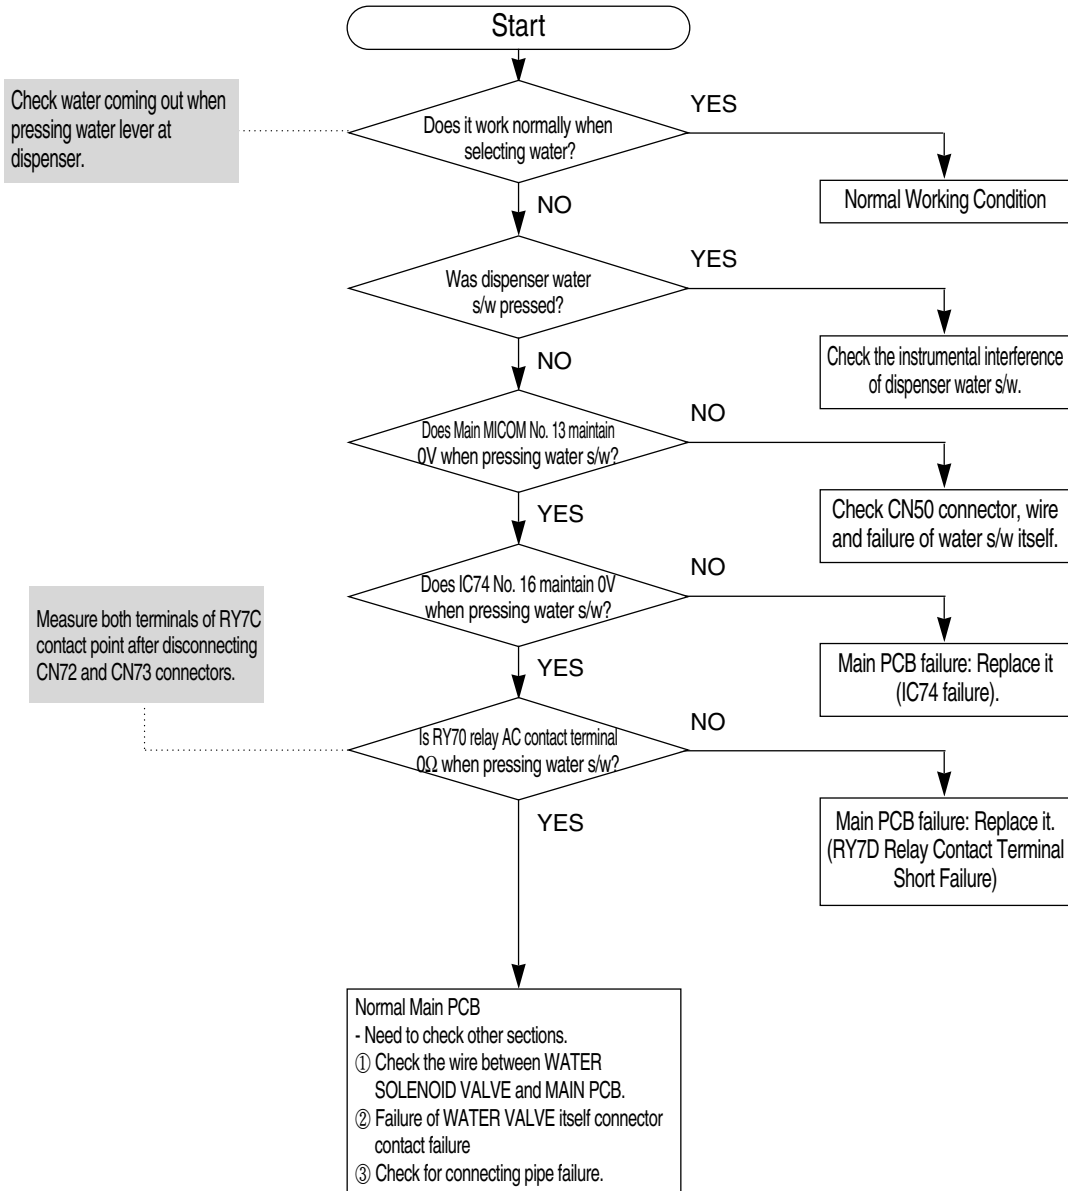 Start
Check water coming out when
pressing water lever at
dispenser.
Does it work normally when
selecting water?
YES
Normal Working Condition
NO
Was dispenser water
s/w pressed?
YES
Check the instrumental interference
of dispenser water s/w.
NO
Does Main MICOM No. 13 maintain
0V when pressing water s/w?
NO
Check CN50 connector, wire
and failure of water s/w itself.
YES
Does IC74 No. 16 maintain 0V
when pressing water s/w?
NO
Main PCB failure: Replace it
(IC74 failure).
YES
Measure both terminals of RY7C
contact point after disconnecting
CN72 and CN73 connectors.
Is RY70 relay AC contact terminal
0Ω when pressing water s/w?
NO
Main PCB failure: Replace it.
(RY7D Relay Contact Terminal
Short Failure)
YES
Normal Main PCB
- Need to check other sections.
① Check the wire between WATER
SOLENOID VALVE and MAIN PCB.
② Failure of WATER VALVE itself connector
contact failure
③ Check for connecting pipe failure.